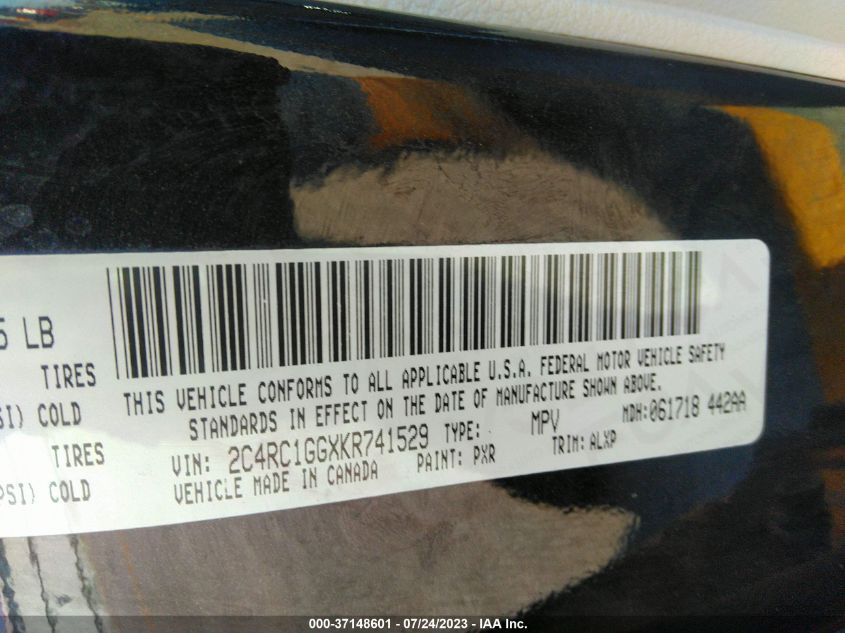 5 LB
TIRES
SI) COLD
TIRES
PSI) COLD
THIS VEHICLE CONFORMS TO ALL APPLICABLE U.S.A. FEDERAL MOTOR VEHICLE SAFETY
STANDARDS IN EFFECT ON THE DATE OF MANUFACTURE SHOWN ABOVE.
VIN: 2C4RC1GGXKR741529 TYPE: MPV MDH:061718 442AA
VEHICLE MADE IN CANADA PAINT: PXR TRIM: ALXP
000-37148601 - 07/24/2023 - IAA Inc.